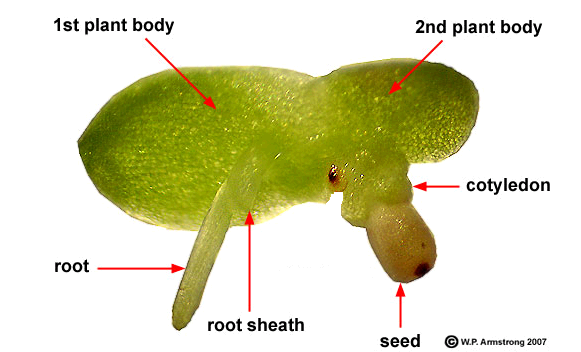 1st plant body
2nd plant body
cotyledon
root
root sheath
seed
© W.P. Armstrong 2007